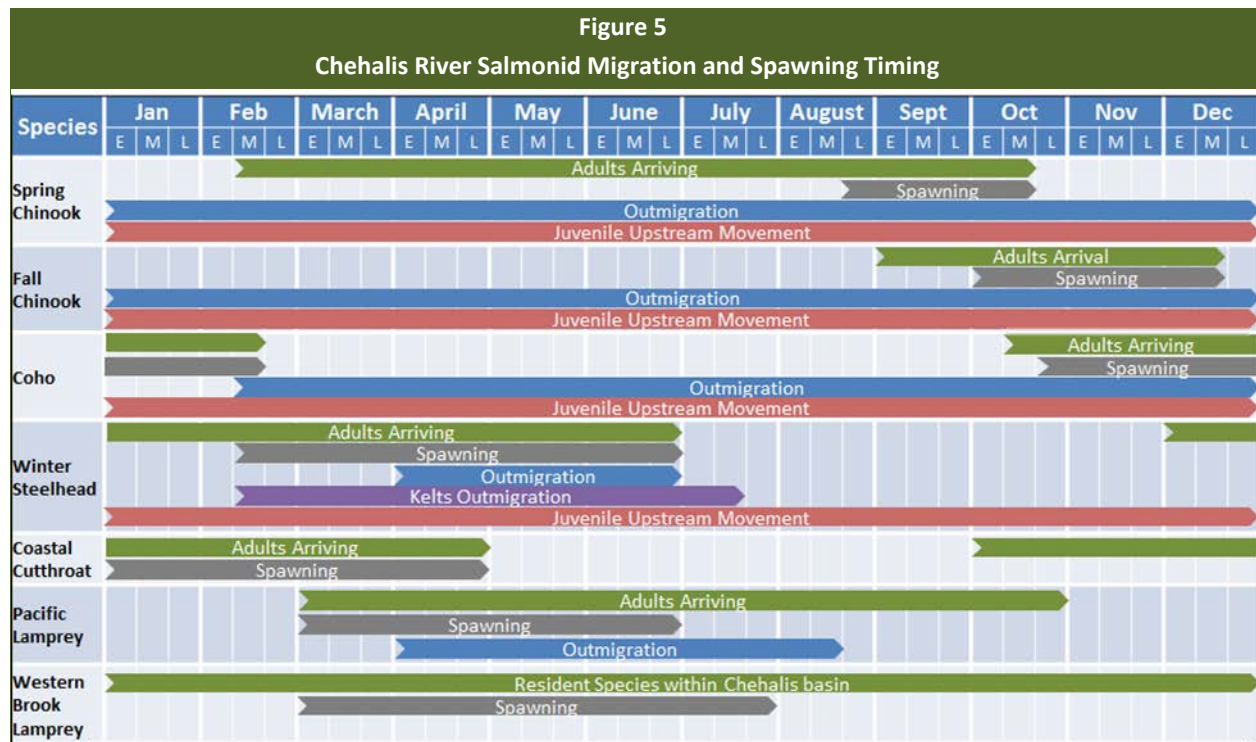 Figure 5
Chehalis River Salmonid Migration and Spawning Timing
Species Jan Feb March April May June July August Sept Oct Nov Dec
E M L E M L E M L E M L E M L E M L E M L E M L E M L E M L E M L E M L
Spring
Chinook
Adults Arriving
Spawning
Outmigration
Juvenile Upstream Movement
Fall
Chinook
Adults Arrival
Spawning
Outmigration
Juvenile Upstream Movement
Coho
Adults Arriving
Spawning
Outmigration
Juvenile Upstream Movement
Winter
Steelhead
Adults Arriving
Spawning
Outmigration
Kelts Outmigration
Juvenile Upstream Movement
Coastal
Cutthroat
Adults Arriving
Spawning
Pacific
Lamprey
Adults Arriving
Spawning
Outmigration
Western
Brook
Lamprey
Resident Species within Chehalis basin
Spawning